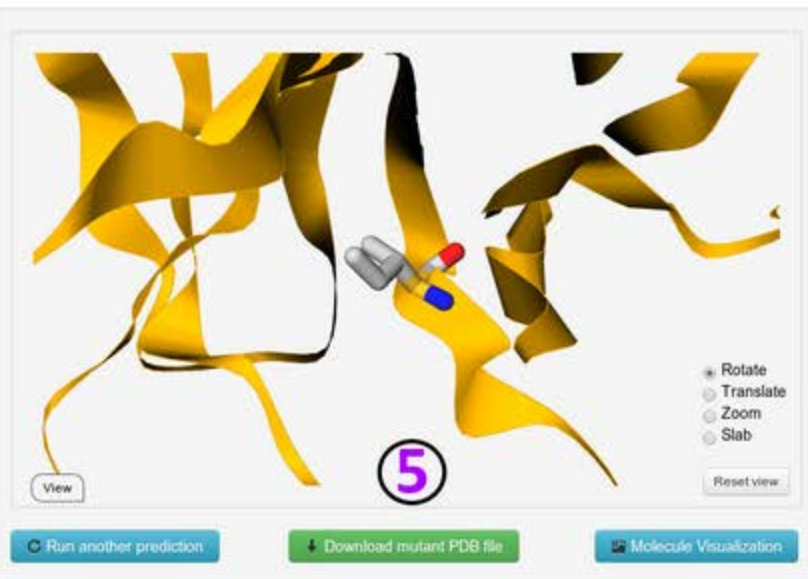 Rotate
Translate
Zoom
Slab
5
View
Reset view
Run another prediction
Download mutant PDB file
Molecule Visualization